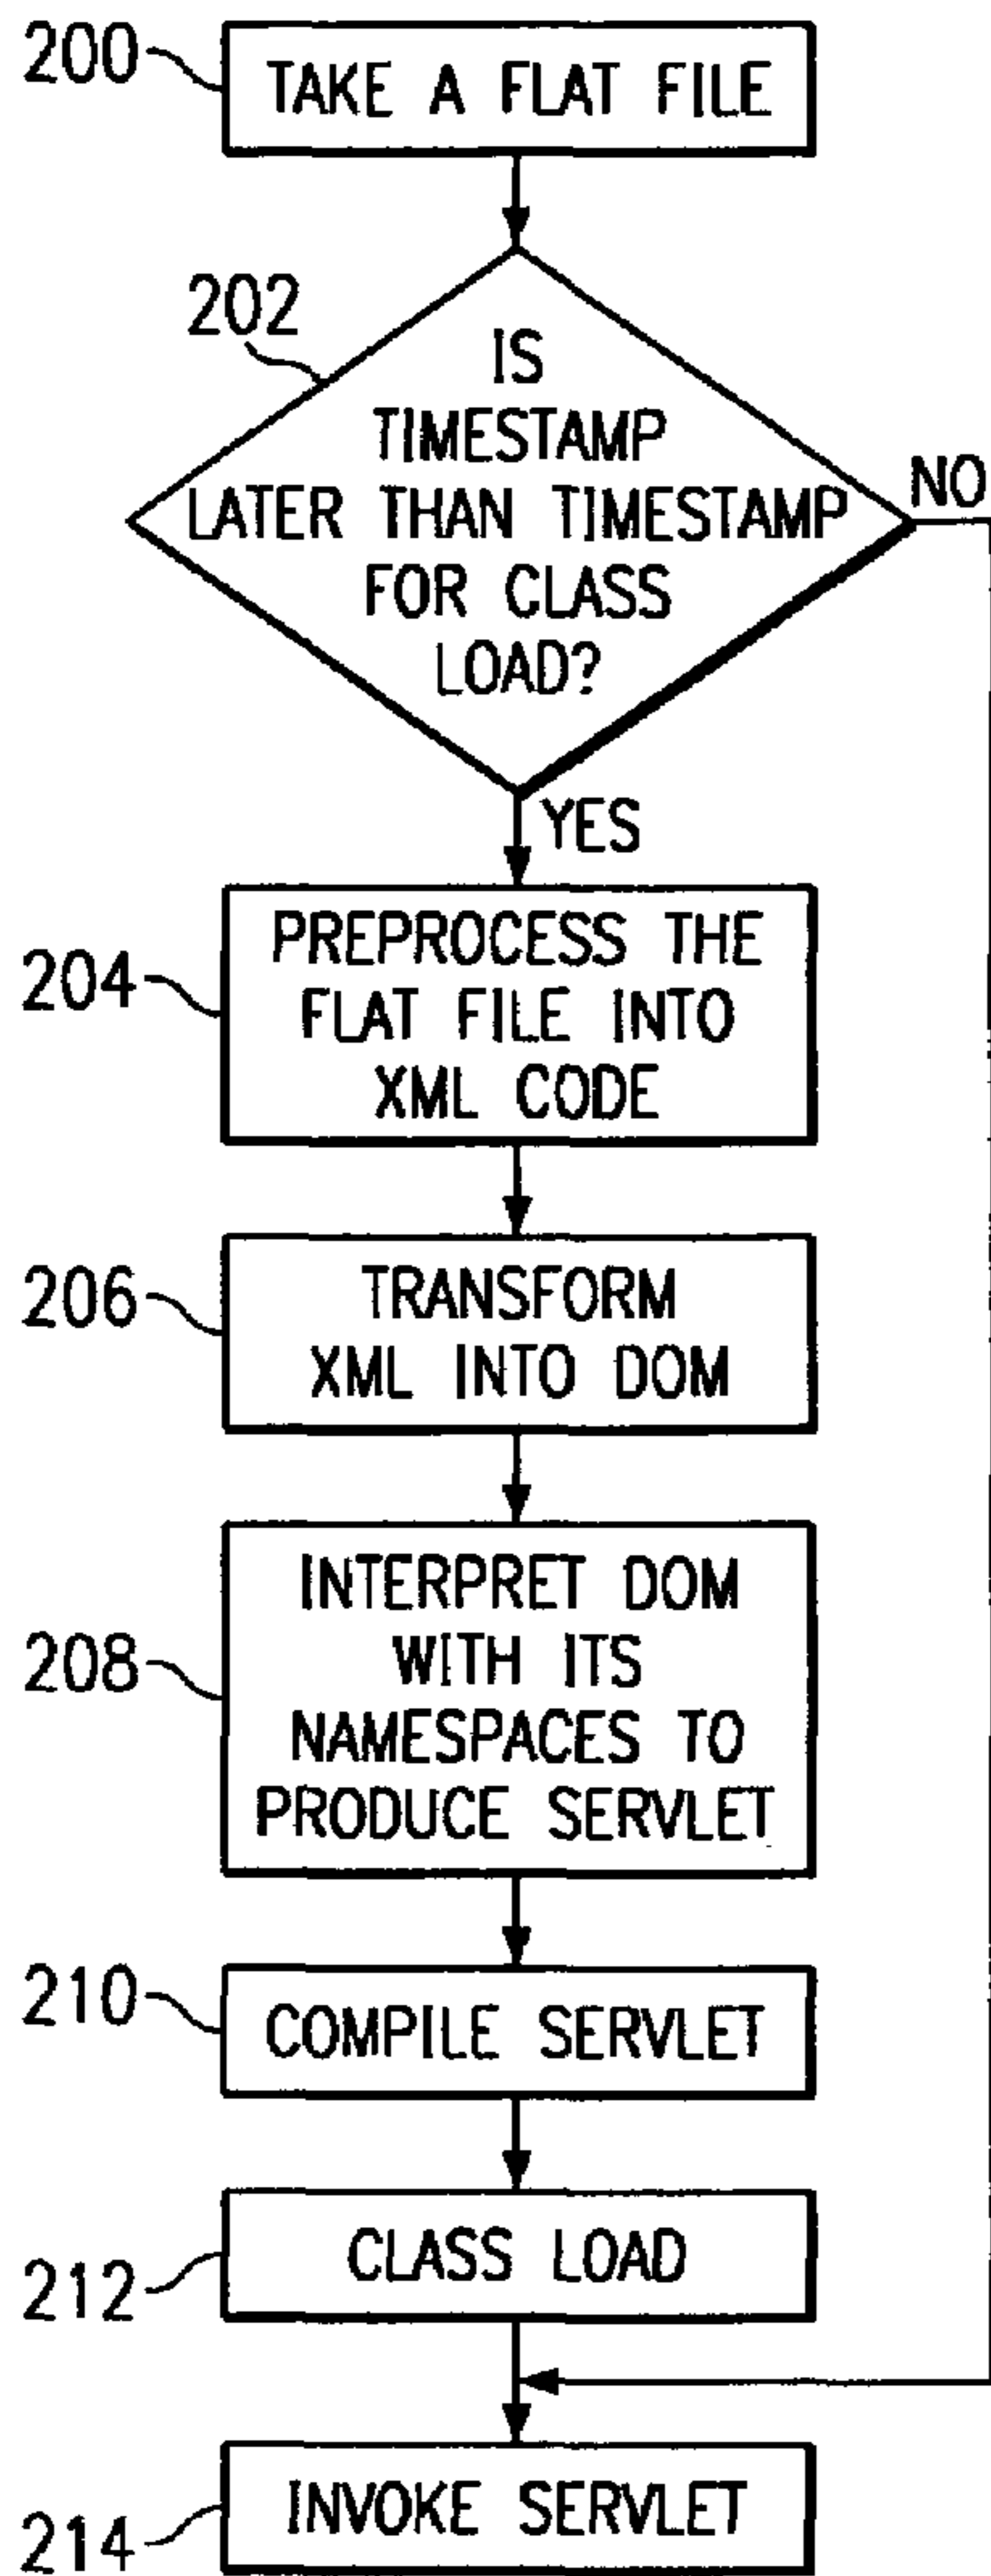 200
TAKE A FLAT FILE
202
IS
TIMESTAMP
LATER THAN TIMESTAMP
FOR CLASS
LOAD?
NO
YES
204
PREPROCESS THE
FLAT FILE INTO
XML CODE
206
TRANSFORM
XML INTO DOM
208
INTERPRET DOM
WITH ITS
NAMESPACES TO
PRODUCE SERVLET
210
COMPILE SERVLET
212
CLASS LOAD
214
INVOKE SERVLET